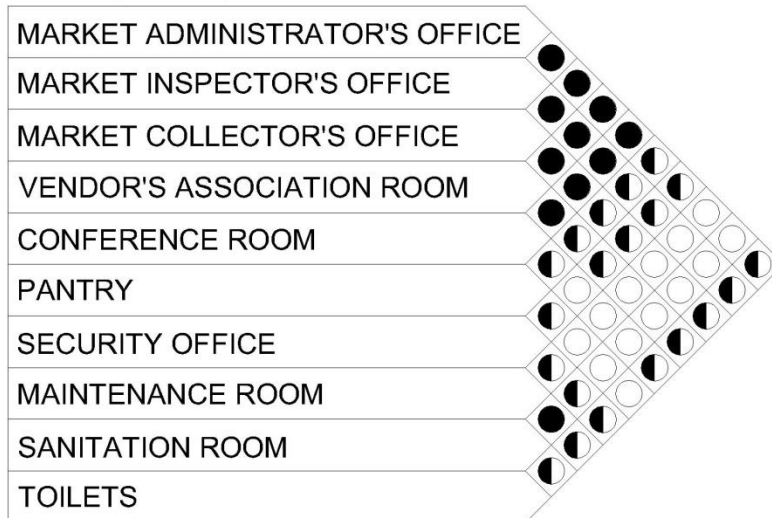 MARKET ADMINISTRATOR'S OFFICE
MARKET INSPECTOR'S OFFICE
MARKET COLLECTOR'S OFFICE
VENDOR'S ASSOCIATION ROOM
CONFERENCE ROOM
PANTRY
SECURITY OFFICE
MAINTENANCE ROOM
SANITATION ROOM
TOILETS